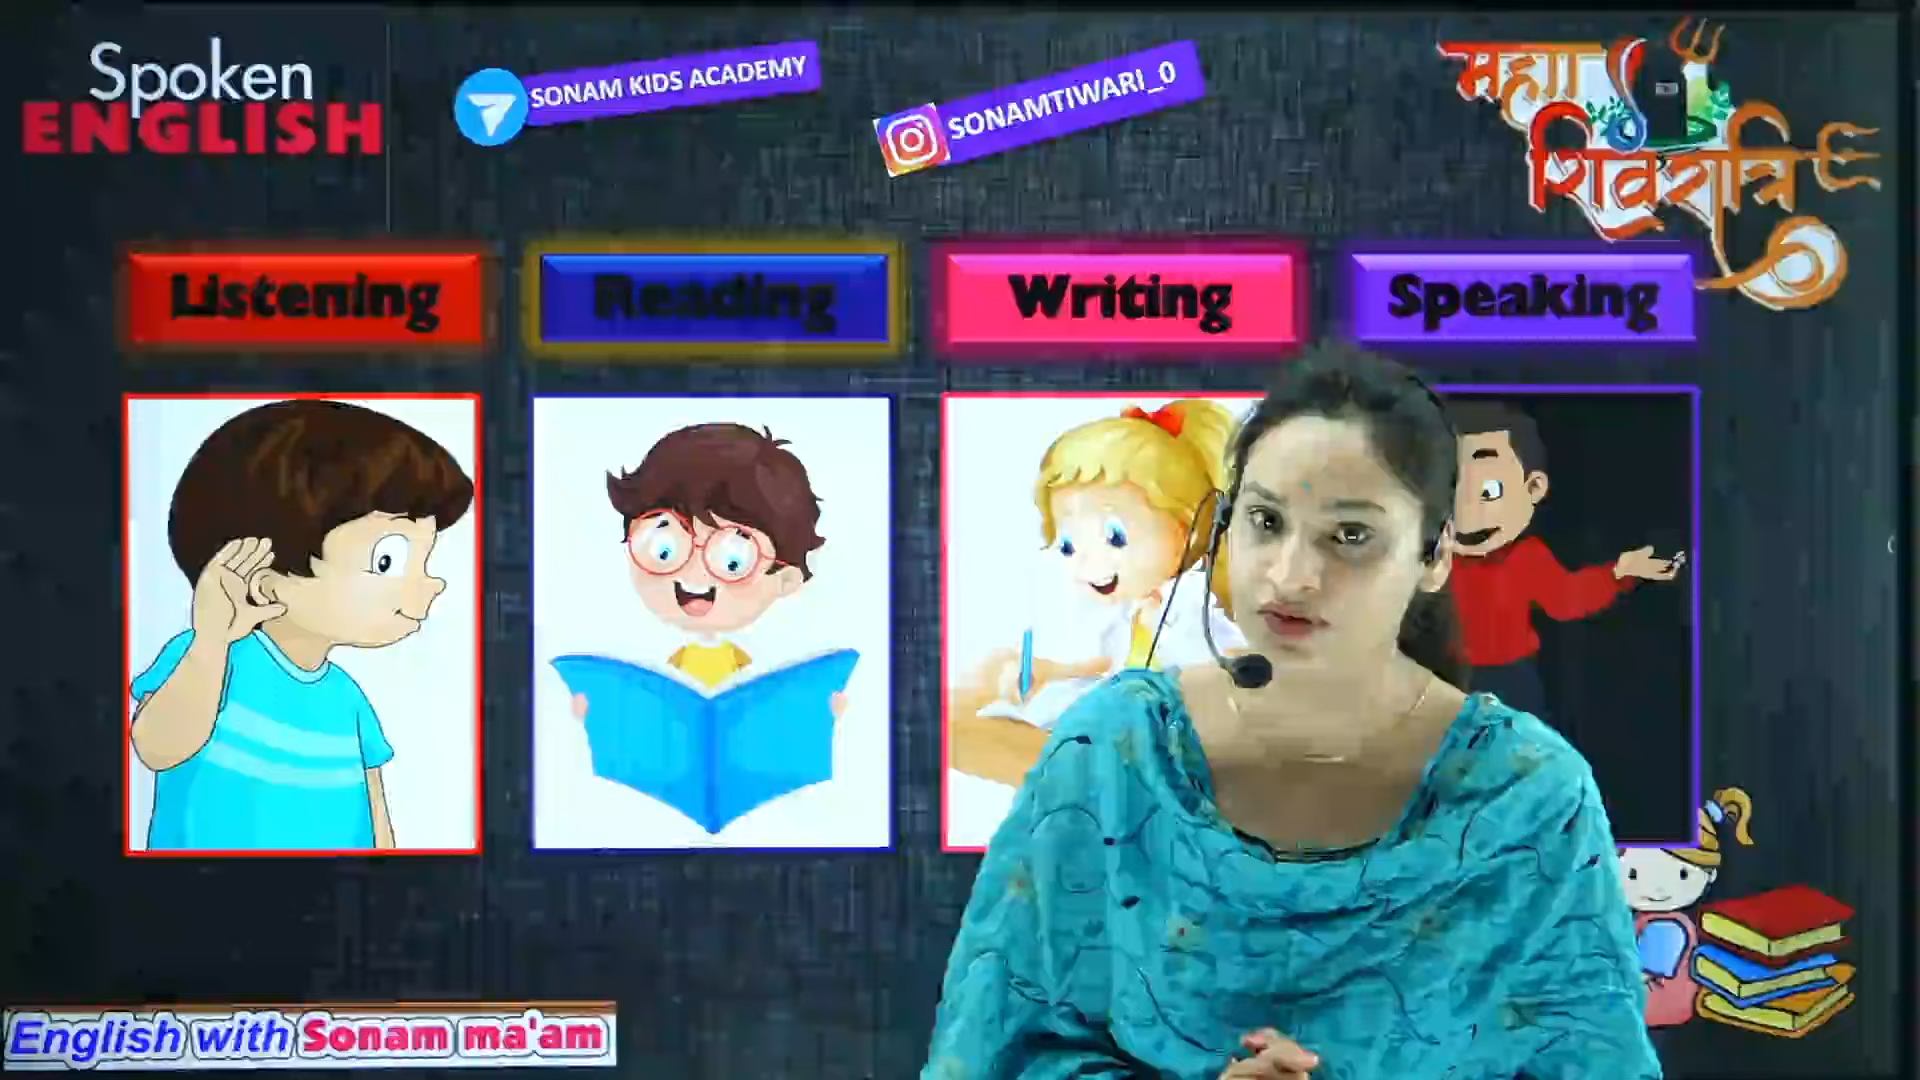 Spoken
ENGLISH
SONAM KIDS ACADEMY
SONAMTIWARI_0
महा
शिवरात्रि
Listening
Reading
Writing
Speaking
English with Sonam ma'am